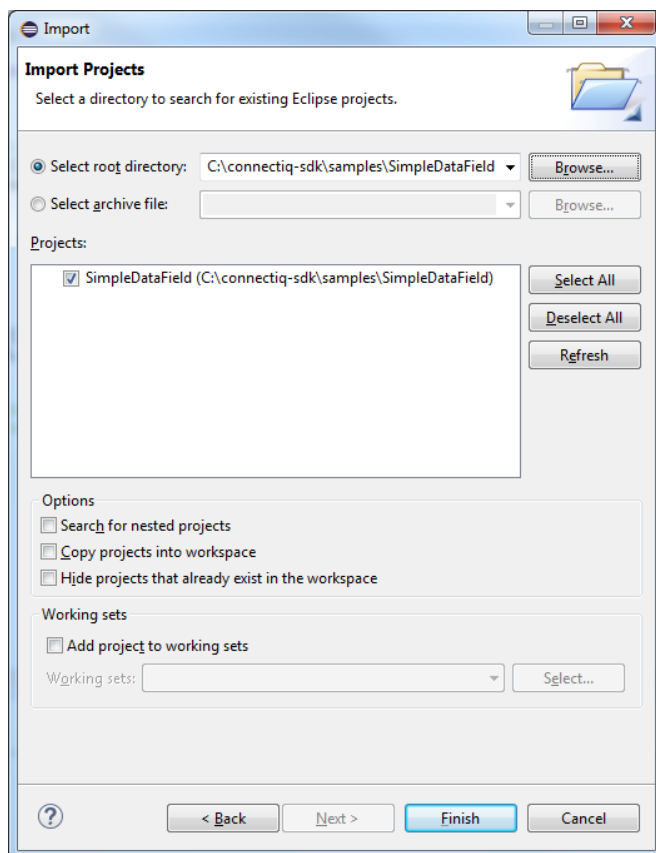 Import
Import Projects
Select a directory to search for existing Eclipse projects.
Select root directory: C:\connectiq-sdk\samples\SimpleDataField Browse...
Select archive file: Browse...
Projects:
SimpleDataField (C:\connectiq-sdk\samples\SimpleDataField)
Select All
Deselect All
Refresh
Options
Search for nested projects
Copy projects into workspace
Hide projects that already exist in the workspace
Working sets
Add project to working sets
Working sets: Select...
? < Back Next > Finish Cancel